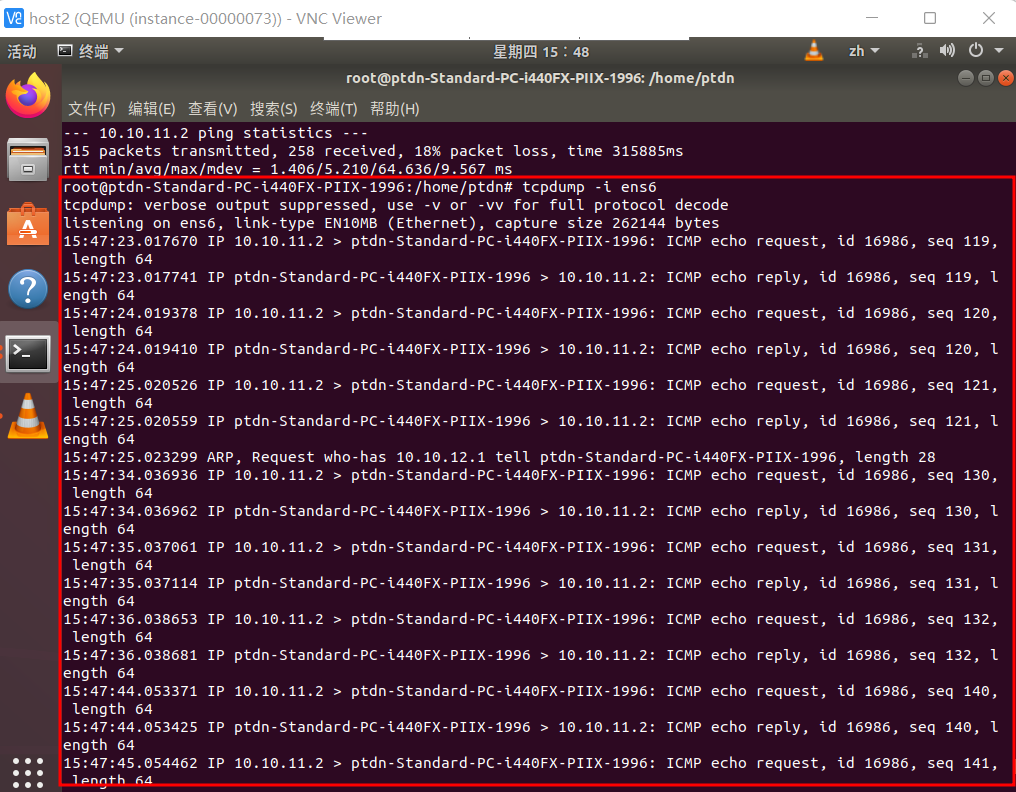 host2 (QEMU (instance-00000073)) - VNC Viewer
活动 终端 星期四 15：48 zh
root@ptdn-Standard-PC-i440FX-PIIX-1996: /home/ptdn
文件(F) 编辑(E) 查看(V) 搜索(S) 终端(T) 帮助(H)
--- 10.10.11.2 ping statistics ---
315 packets transmitted, 258 received, 18% packet loss, time 315885ms
rtt min/avg/max/mdev = 1.406/5.210/64.636/9.567 ms
root@ptdn-Standard-PC-i440FX-PIIX-1996:/home/ptdn# tcpdump -i ens6
tcpdump: verbose output suppressed, use -v or -vv for full protocol decode
listening on ens6, link-type EN10MB (Ethernet), capture size 262144 bytes
15:47:23.017670 IP 10.10.11.2 > ptdn-Standard-PC-i440FX-PIIX-1996: ICMP echo request, id 16986, seq 119,
 length 64
15:47:23.017741 IP ptdn-Standard-PC-i440FX-PIIX-1996 > 10.10.11.2: ICMP echo reply, id 16986, seq 119, l
ength 64
15:47:24.019378 IP 10.10.11.2 > ptdn-Standard-PC-i440FX-PIIX-1996: ICMP echo request, id 16986, seq 120,
 length 64
15:47:24.019410 IP ptdn-Standard-PC-i440FX-PIIX-1996 > 10.10.11.2: ICMP echo reply, id 16986, seq 120, l
ength 64
15:47:25.020526 IP 10.10.11.2 > ptdn-Standard-PC-i440FX-PIIX-1996: ICMP echo request, id 16986, seq 121,
 length 64
15:47:25.020559 IP ptdn-Standard-PC-i440FX-PIIX-1996 > 10.10.11.2: ICMP echo reply, id 16986, seq 121, l
ength 64
15:47:25.023299 ARP, Request who-has 10.10.12.1 tell ptdn-Standard-PC-i440FX-PIIX-1996, length 28
15:47:34.036936 IP 10.10.11.2 > ptdn-Standard-PC-i440FX-PIIX-1996: ICMP echo request, id 16986, seq 130,
 length 64
15:47:34.036962 IP ptdn-Standard-PC-i440FX-PIIX-1996 > 10.10.11.2: ICMP echo reply, id 16986, seq 130, l
ength 64
15:47:35.037061 IP 10.10.11.2 > ptdn-Standard-PC-i440FX-PIIX-1996: ICMP echo request, id 16986, seq 131,
 length 64
15:47:35.037114 IP ptdn-Standard-PC-i440FX-PIIX-1996 > 10.10.11.2: ICMP echo reply, id 16986, seq 131, l
ength 64
15:47:36.038653 IP 10.10.11.2 > ptdn-Standard-PC-i440FX-PIIX-1996: ICMP echo request, id 16986, seq 132,
 length 64
15:47:36.038681 IP ptdn-Standard-PC-i440FX-PIIX-1996 > 10.10.11.2: ICMP echo reply, id 16986, seq 132, l
ength 64
15:47:44.053371 IP 10.10.11.2 > ptdn-Standard-PC-i440FX-PIIX-1996: ICMP echo request, id 16986, seq 140,
 length 64
15:47:44.053425 IP ptdn-Standard-PC-i440FX-PIIX-1996 > 10.10.11.2: ICMP echo reply, id 16986, seq 140, l
ength 64
15:47:45.054462 IP 10.10.11.2 > ptdn-Standard-PC-i440FX-PIIX-1996: ICMP echo request, id 16986, seq 141,
 length 64